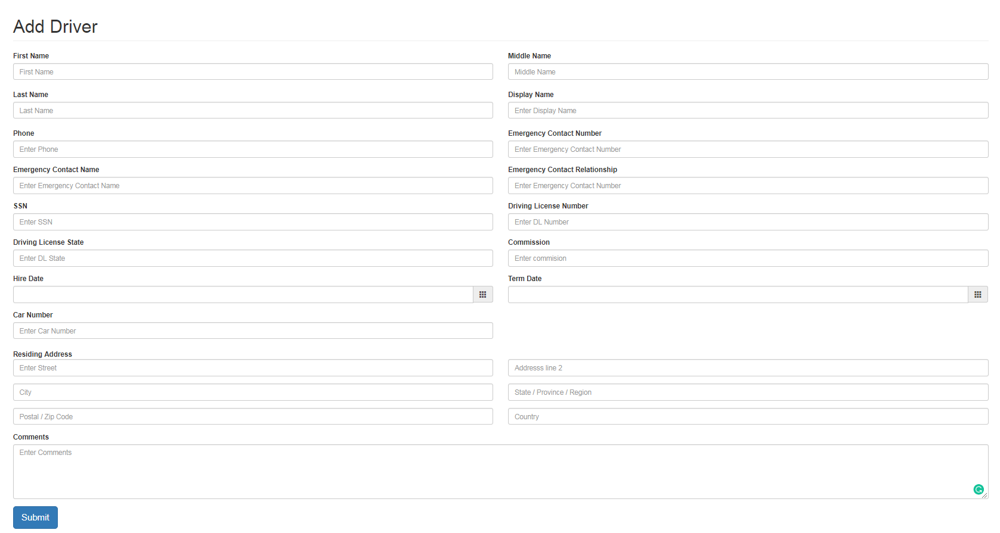 Add Driver
First Name
Middle Name
First Name
Middle Name
Last Name
Display Name
Last Name
Enter Display Name
Phone
Emergency Contact Number
Enter Phone
Enter Emergency Contact Number
Emergency Contact Name
Emergency Contact Relationship
Enter Emergency Contact Name
Enter Emergency Contact Number
SSN
Driving License Number
Enter SSN
Enter DL Number
Driving License State
Commission
Enter DL State
Enter commision
Hire Date
Term Date
Car Number
Enter Car Number
Residing Address
Enter Street
Addresss line 2
City
State / Province / Region
Postal / Zip Code
Country
Comments
Enter Comments
Submit